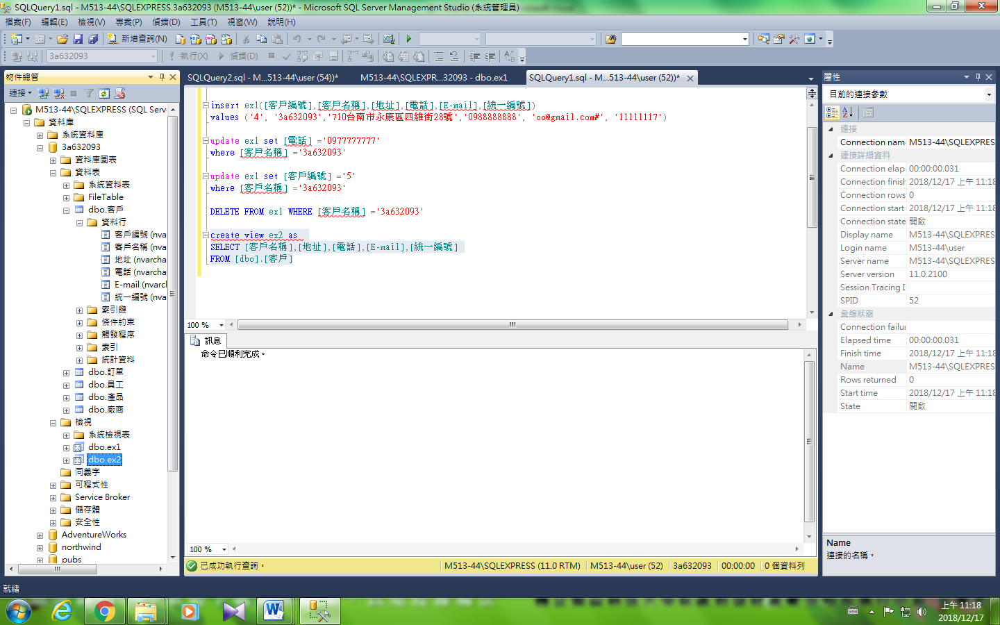 SQLQuery1.sql - M513-44\SQLEXPRESS.3a632093 (M513-44\user (52))* - Microsoft SQL Server Management Studio (系統管理員)
檔案(F) 編輯(E) 檢視(V) 專案(P) 偵錯(D) 工具(T) 視窗(W) 說明(H)
新增查詢(N)
3a632093 執行(X) 偵錯(D)
物件總管
連接
M513-44\SQLEXPRESS (SQL Serv
資料庫
系統資料庫
3a632093
資料庫圖表
資料表
系統資料表
FileTable
dbo.客戶
資料行
客戶編號 (nvar
客戶名稱 (nvar
地址 (nvarcha
電話 (nvarcha
E-mail (nvarcl
統一編號 (nva
索引鍵
條件約束
觸發程序
索引
統計資料
dbo.訂單
dbo.員工
dbo.產品
dbo.廠商
檢視
系統檢視表
dbo.ex1
dbo.ex2
同義字
可程式性
Service Broker
儲存體
安全性
AdventureWorks
northwind
pubs
SQLQuery2.sql - M...513-44\user (54))* M513-44\SQLEXPR...32093 - dbo.ex1 SQLQuery1.sql - M...513-44\user (52))*
insert ex1([客戶編號],[客戶名稱],[地址],[電話],[E-mail],[統一編號])
values ('4', '3a632093','710台南市永康區四維街28號','0988888888', 'oo@gmail.com#', '11111117')
update ex1 set [電話] ='0977777777'
where [客戶名稱] ='3a632093'
update ex1 set [客戶編號] ='5'
where [客戶名稱] ='3a632093'
DELETE FROM ex1 WHERE [客戶名稱] ='3a632093'
create view ex2 as
SELECT [客戶名稱],[地址],[電話],[E-mail],[統一編號]
FROM [dbo].[客戶]
100 %
訊息
命令已順利完成。
100 %
已成功執行查詢。 M513-44\SQLEXPRESS (11.0 RTM) M513-44\user (52) 3a632093 00:00:00 0 個資料列
屬性
目前的連接參數
連接
Connection name M513-44\SQLEXPRES
連接詳細資料
Connection elap 00:00:00.031
Connection finish 2018/12/17 上午 11:18
Connection rows 0
Connection start 2018/12/17 上午 11:18
Connection state 開啟
Display name M513-44\SQLEXPRES
Login name M513-44\user
Server name M513-44\SQLEXPRES
Server version 11.0.2100
Session Tracing I
SPID 52
彙總狀態
Connection failur
Elapsed time 00:00:00.031
Finish time 2018/12/17 上午 11:18
Name M513-44\SQLEXPRES
Rows returned 0
Start time 2018/12/17 上午 11:18
State 開啟
Name
連接的名稱。
就緒
上午 11:18
2018/12/17